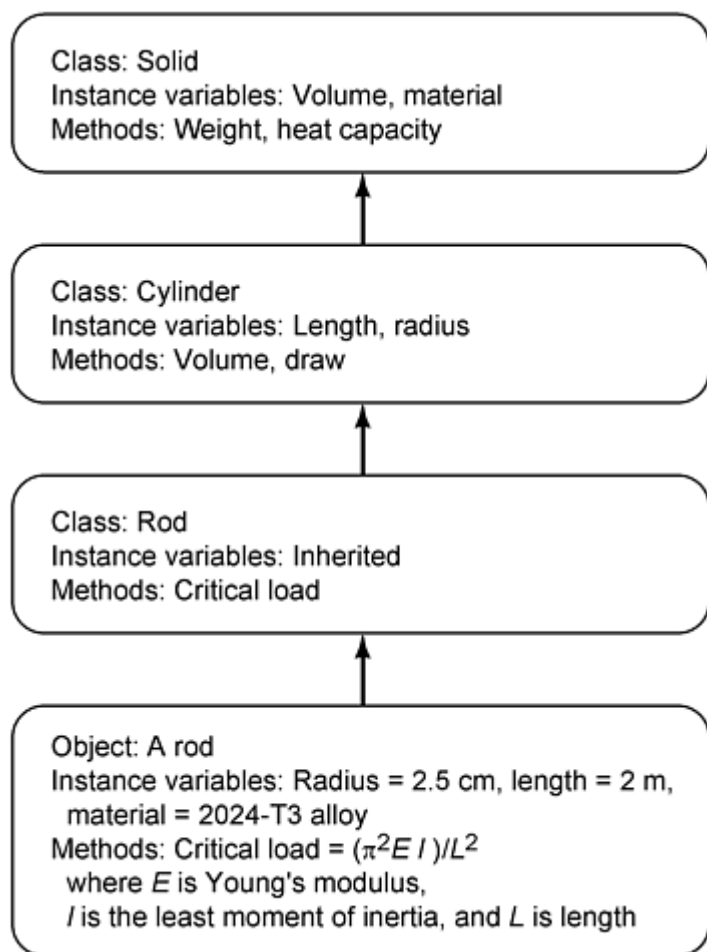 Class: Solid
Instance variables: Volume, material
Methods: Weight, heat capacity
Class: Cylinder
Instance variables: Length, radius
Methods: Volume, draw
Class: Rod
Instance variables: Inherited
Methods: Critical load
Object: A rod
Instance variables: Radius = 2.5 cm, length = 2 m,
material = 2024-T3 alloy
Methods: Critical load = (π²E I )/L²
where E is Young's modulus,
I is the least moment of inertia, and L is length